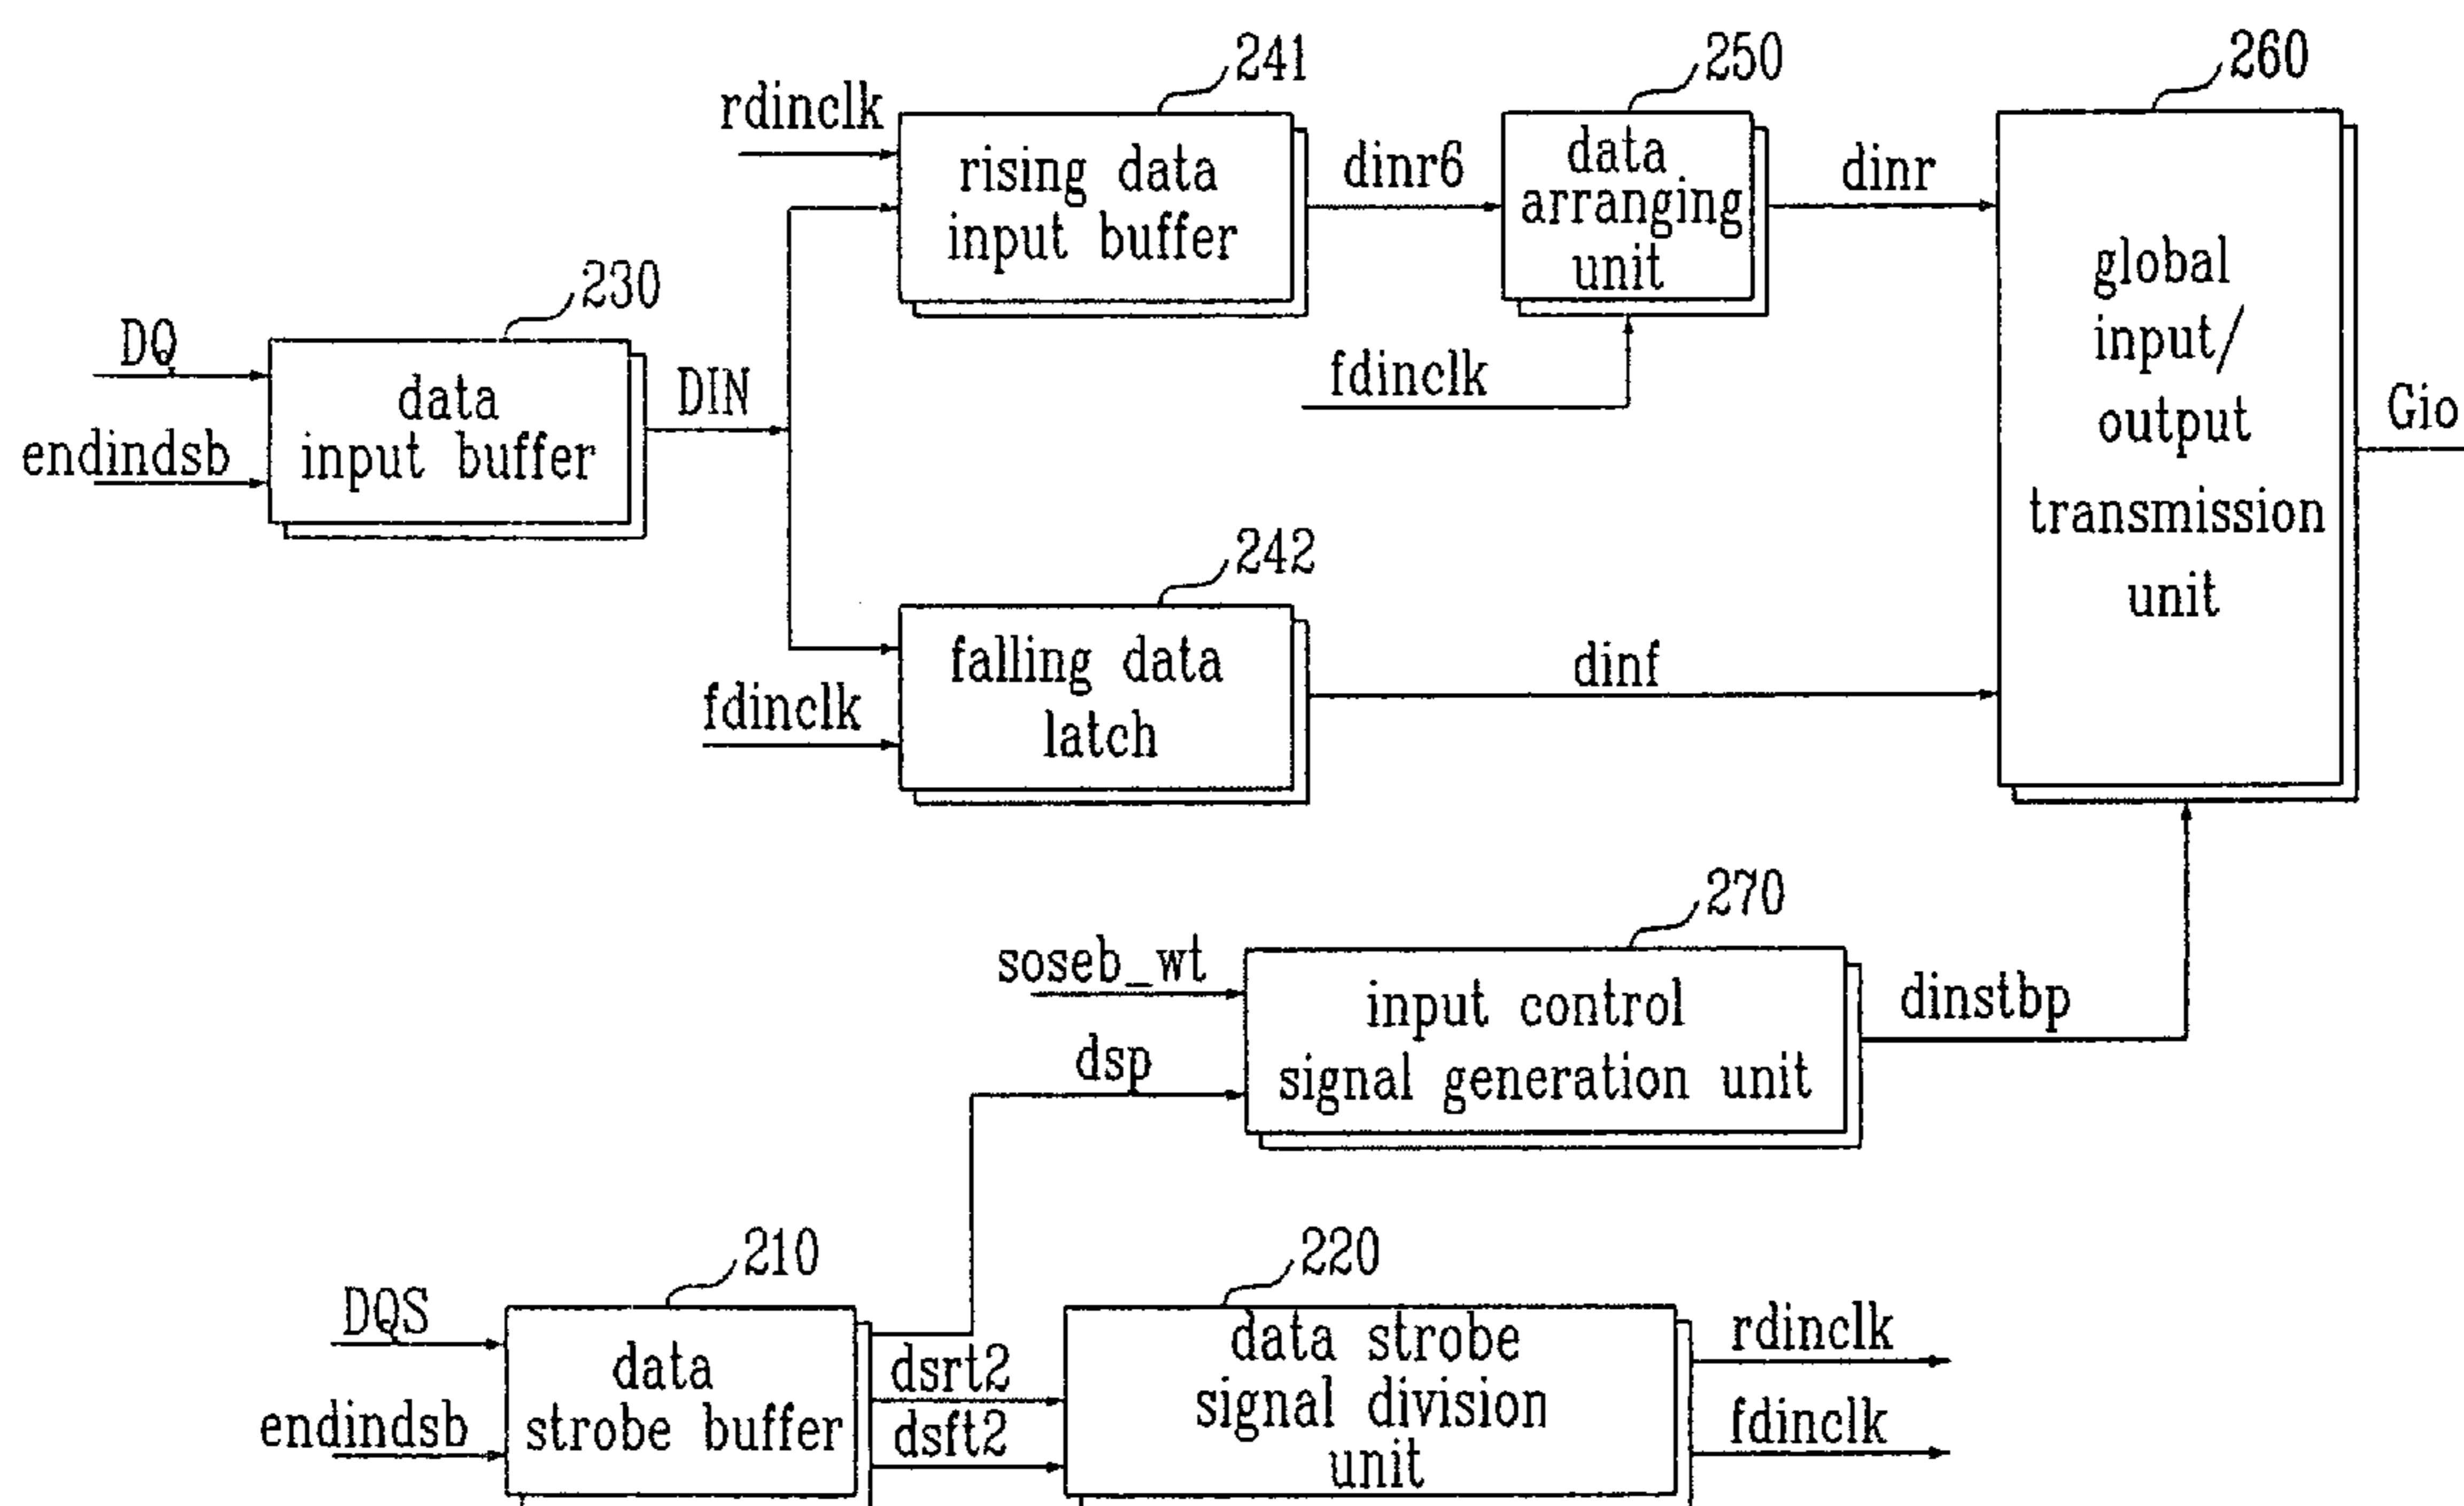 241
250
260
rdinclk
rising data
input buffer
dinr6
data
arranging
unit
dinr
global
input/
output
transmission
unit
Gio
230
DQ
endindsb
data
input buffer
DIN
fdinclk
242
falling data
latch
fdinclk
dinf
270
soseb_wt
dsp
input control
signal generation unit
dinstbp
210
220
DQS
endindsb
data
strobe buffer
dsrt2
dsft2
data strobe
signal division
unit
rdinclk
fdinclk